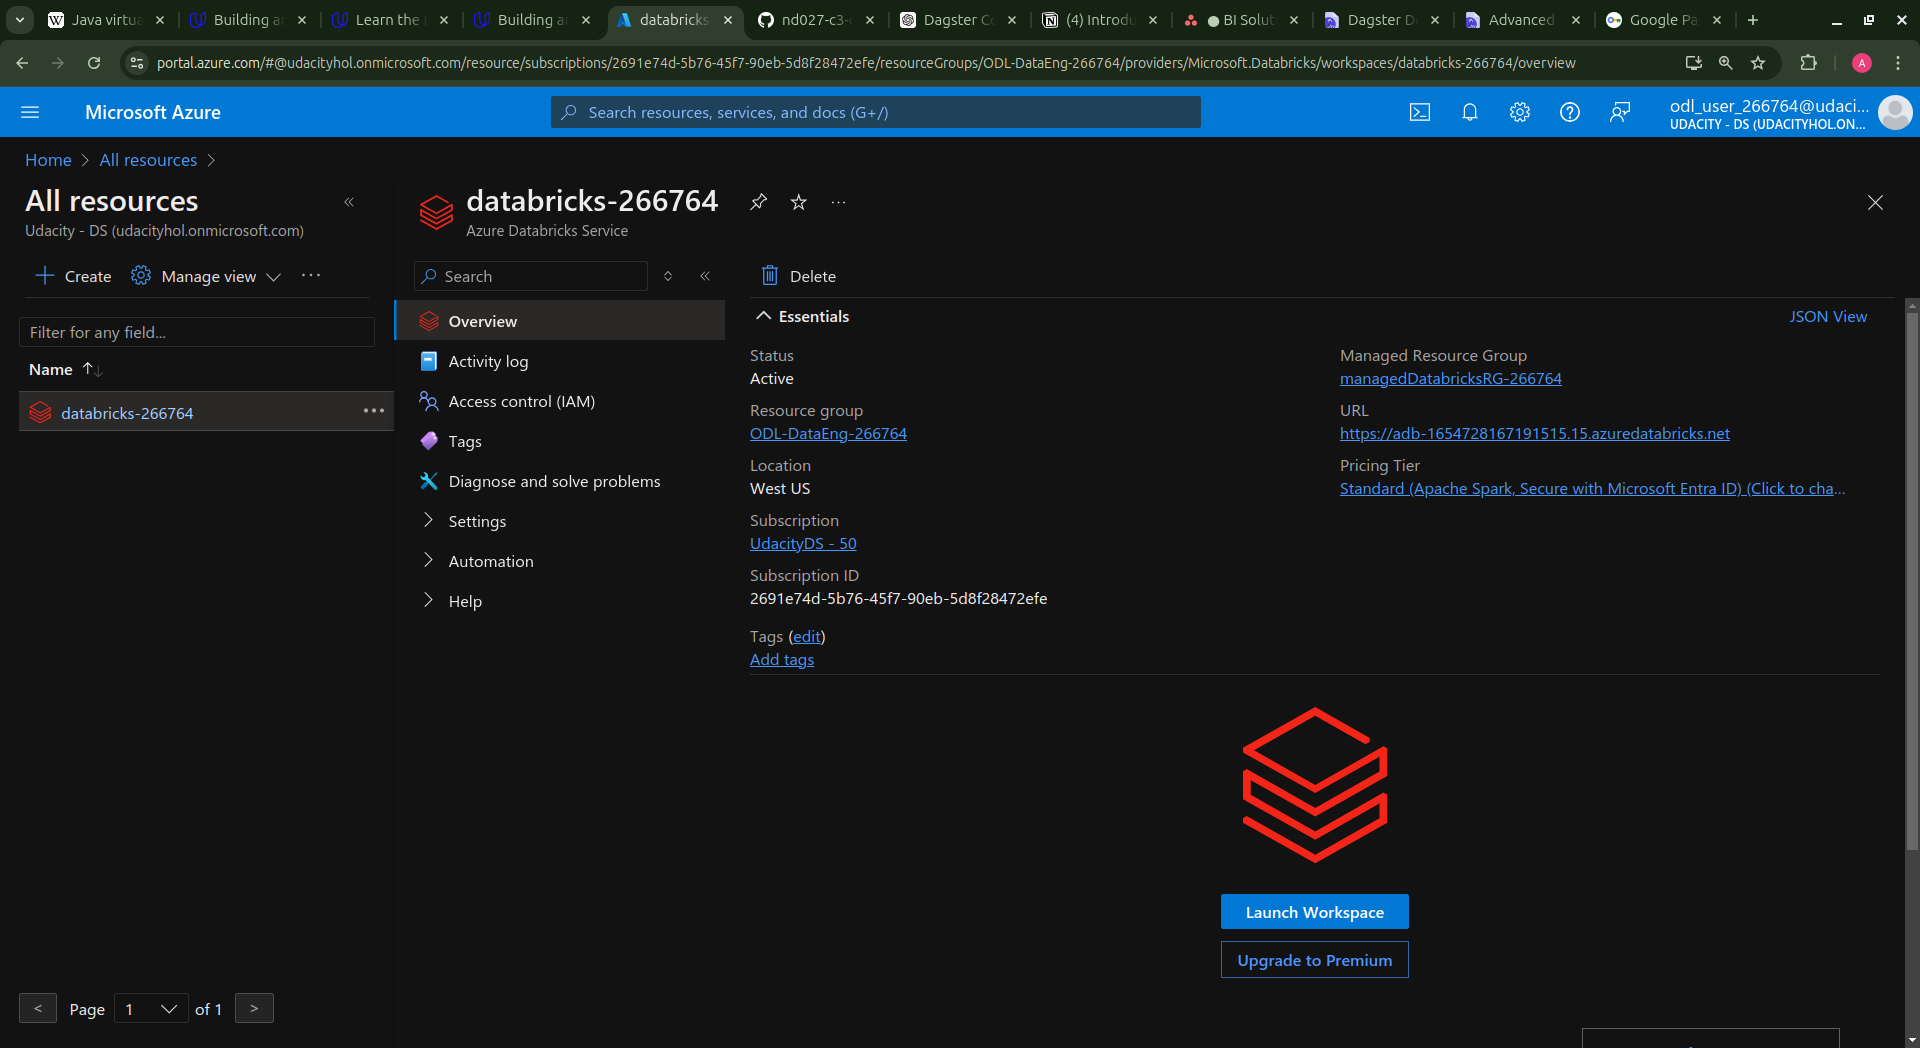 Java virtua
Building an
Learn the
Building an
databricks
nd027-c3-
Dagster Co
(4) Introdu
BI Solut
Dagster D
Advanced
Google Pa
portal.azure.com/#@udacityhol.onmicrosoft.com/resource/subscriptions/2691e74d-5b76-45f7-90eb-5d8f28472efe/resourceGroups/ODL-DataEng-266764/providers/Microsoft.Databricks/workspaces/databricks-266764/overview
A
Microsoft Azure
Search resources, services, and docs (G+/)
odl_user_266764@udaci...
UDACITY - DS (UDACITYHOL.ON...
Home > All resources >
All resources
Udacity - DS (udacityhol.onmicrosoft.com)
Create
Manage view
Filter for any field...
Name
databricks-266764
Page 1 of 1
databricks-266764
Azure Databricks Service
Search
Overview
Activity log
Access control (IAM)
Tags
Diagnose and solve problems
Settings
Automation
Help
Delete
Essentials
JSON View
Status
Active
Resource group
ODL-DataEng-266764
Location
West US
Subscription
UdacityDS - 50
Subscription ID
2691e74d-5b76-45f7-90eb-5d8f28472efe
Managed Resource Group
managedDatabricksRG-266764
URL
https://adb-1654728167191515.15.azuredatabricks.net
Pricing Tier
Standard (Apache Spark, Secure with Microsoft Entra ID) (Click to cha...
Tags (edit)
Add tags
Launch Workspace
Upgrade to Premium